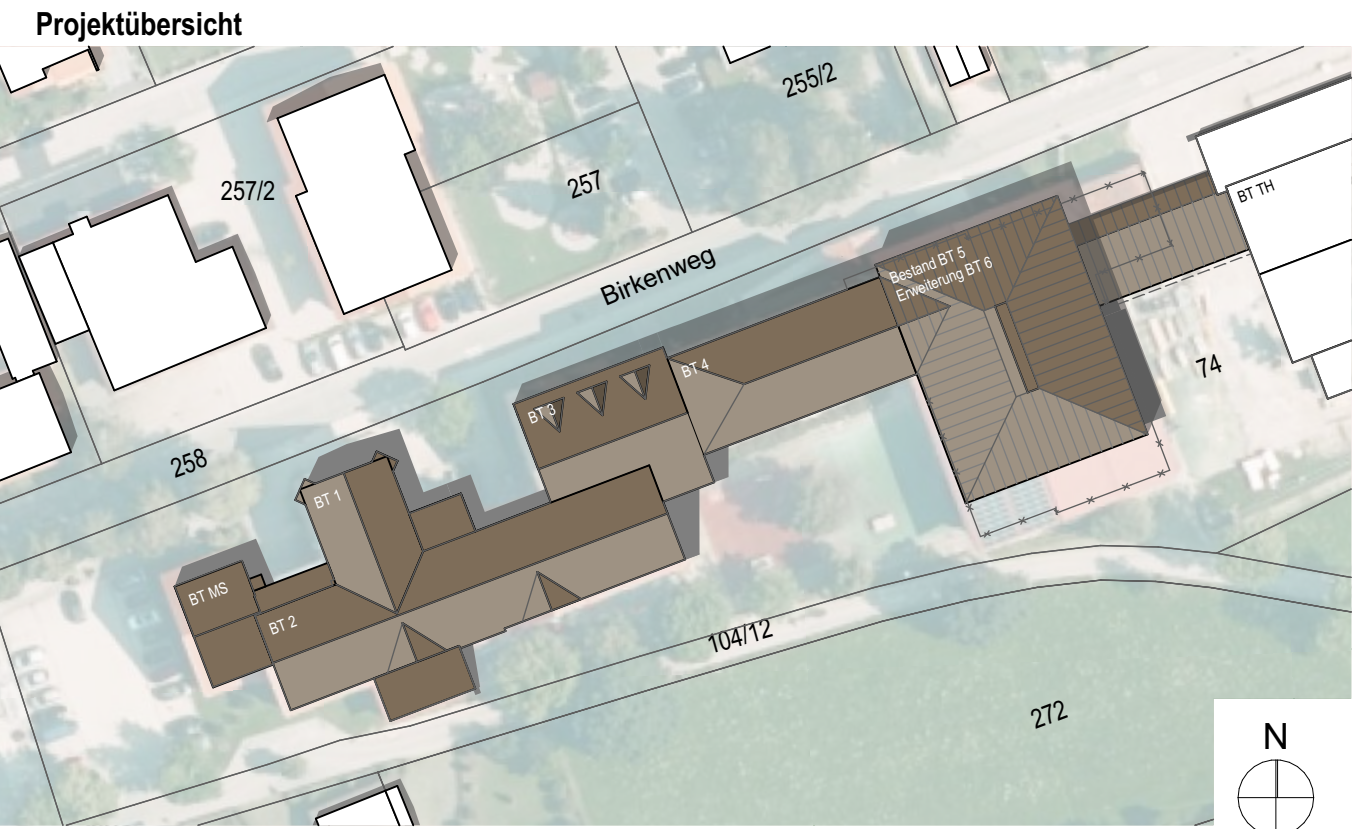 Projektübersicht
255/2
257/2
257
BT TH
Birkenweg
Bestand BT 5
Erweiterung BT 6
74
BT 4
BT 3
258
BT 1
BT MS
BT 2
104/12
272
N